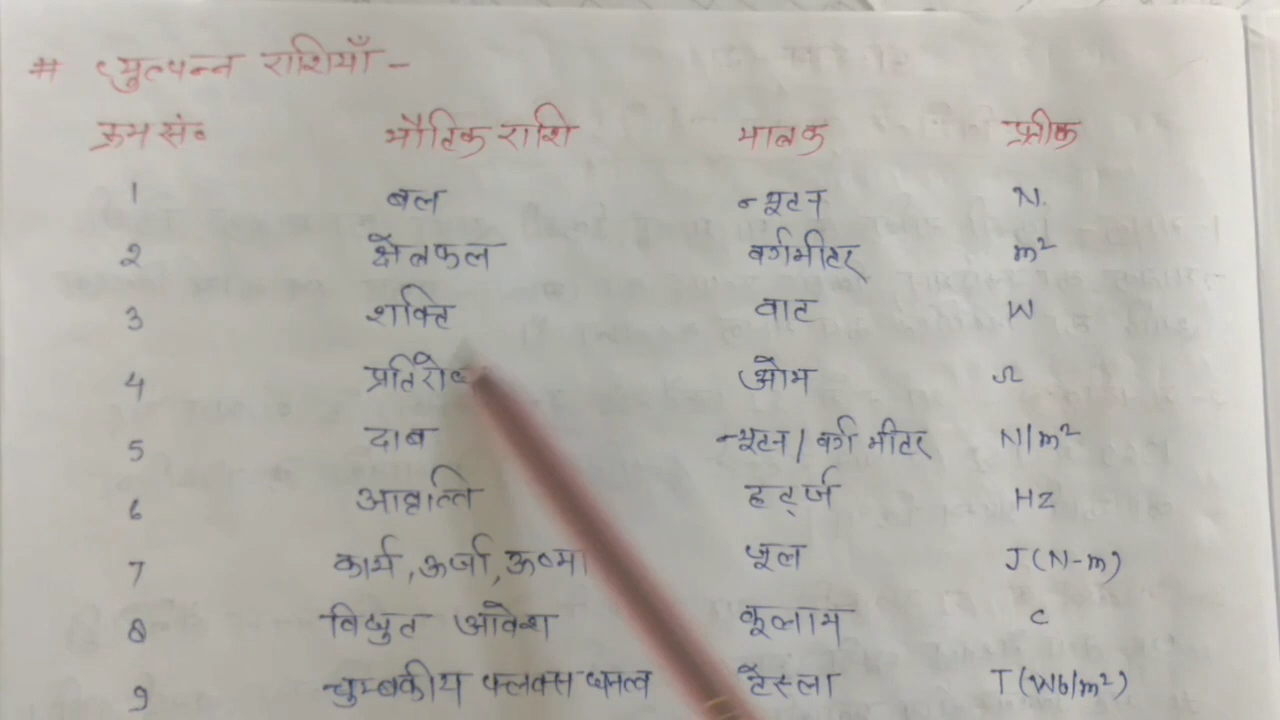 # व्युत्पन्न राशियाँ -
क्रम सं० भौतिक राशि मात्रक प्रतीक
1 बल न्यूटन N.
2 क्षेत्रफल वर्गमीटर m²
3 शक्ति वाट W
4 प्रतिरोध ओम Ω
5 दाब न्यूटन/वर्ग मीटर N/m²
6 आवृत्ति हर्ट्ज HZ
7 कार्य, ऊर्जा, ऊष्मा जूल J(N-m)
8 विद्युत आवेश कूलाम C
9 चुम्बकीय फ्लक्स घनत्व टेस्ला T(Wb/m²)